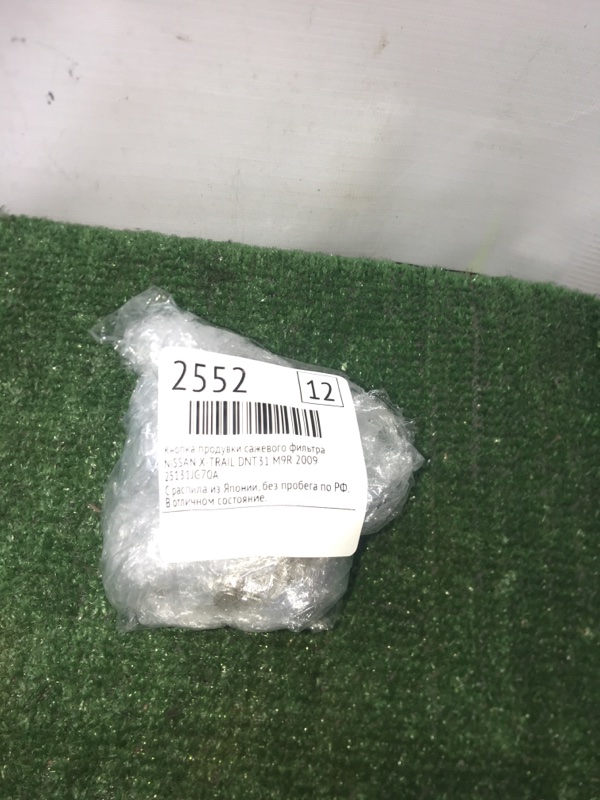 2552 12
Кнопка продувки сажевого фильтра
NISSAN X-TRAIL DNT31 M9R 2009
25131JG70A
С распила из Японии, без пробега по РФ.
В отличном состояние.